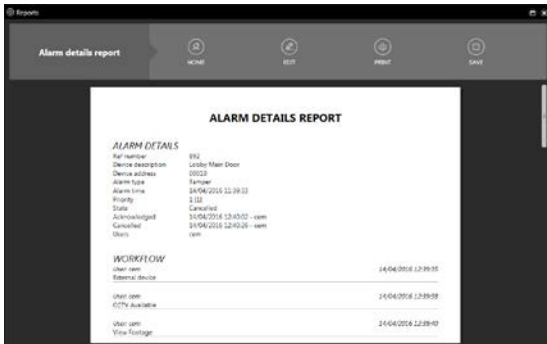 Reports
Alarm details report
HOME
EDIT
PRINT
SAVE
ALARM DETAILS REPORT
ALARM DETAILS
Ref number 892
Device description Lobby Main Door
Device address 00010
Alarm type Tamper
Alarm time 14/04/2016 11:39:33
Priority
State Cancelled
Acknowledged 14/04/2016 12:40:02 - cem
Cancelled 14/04/2016 12:40:26 - cem
Users cem
WORKFLOW
User: cem 14/04/2016 12:39:35
External device
User: cem 14/04/2016 12:39:38
CCTV Available
User: cem 14/04/2016 12:39:40
View Footage